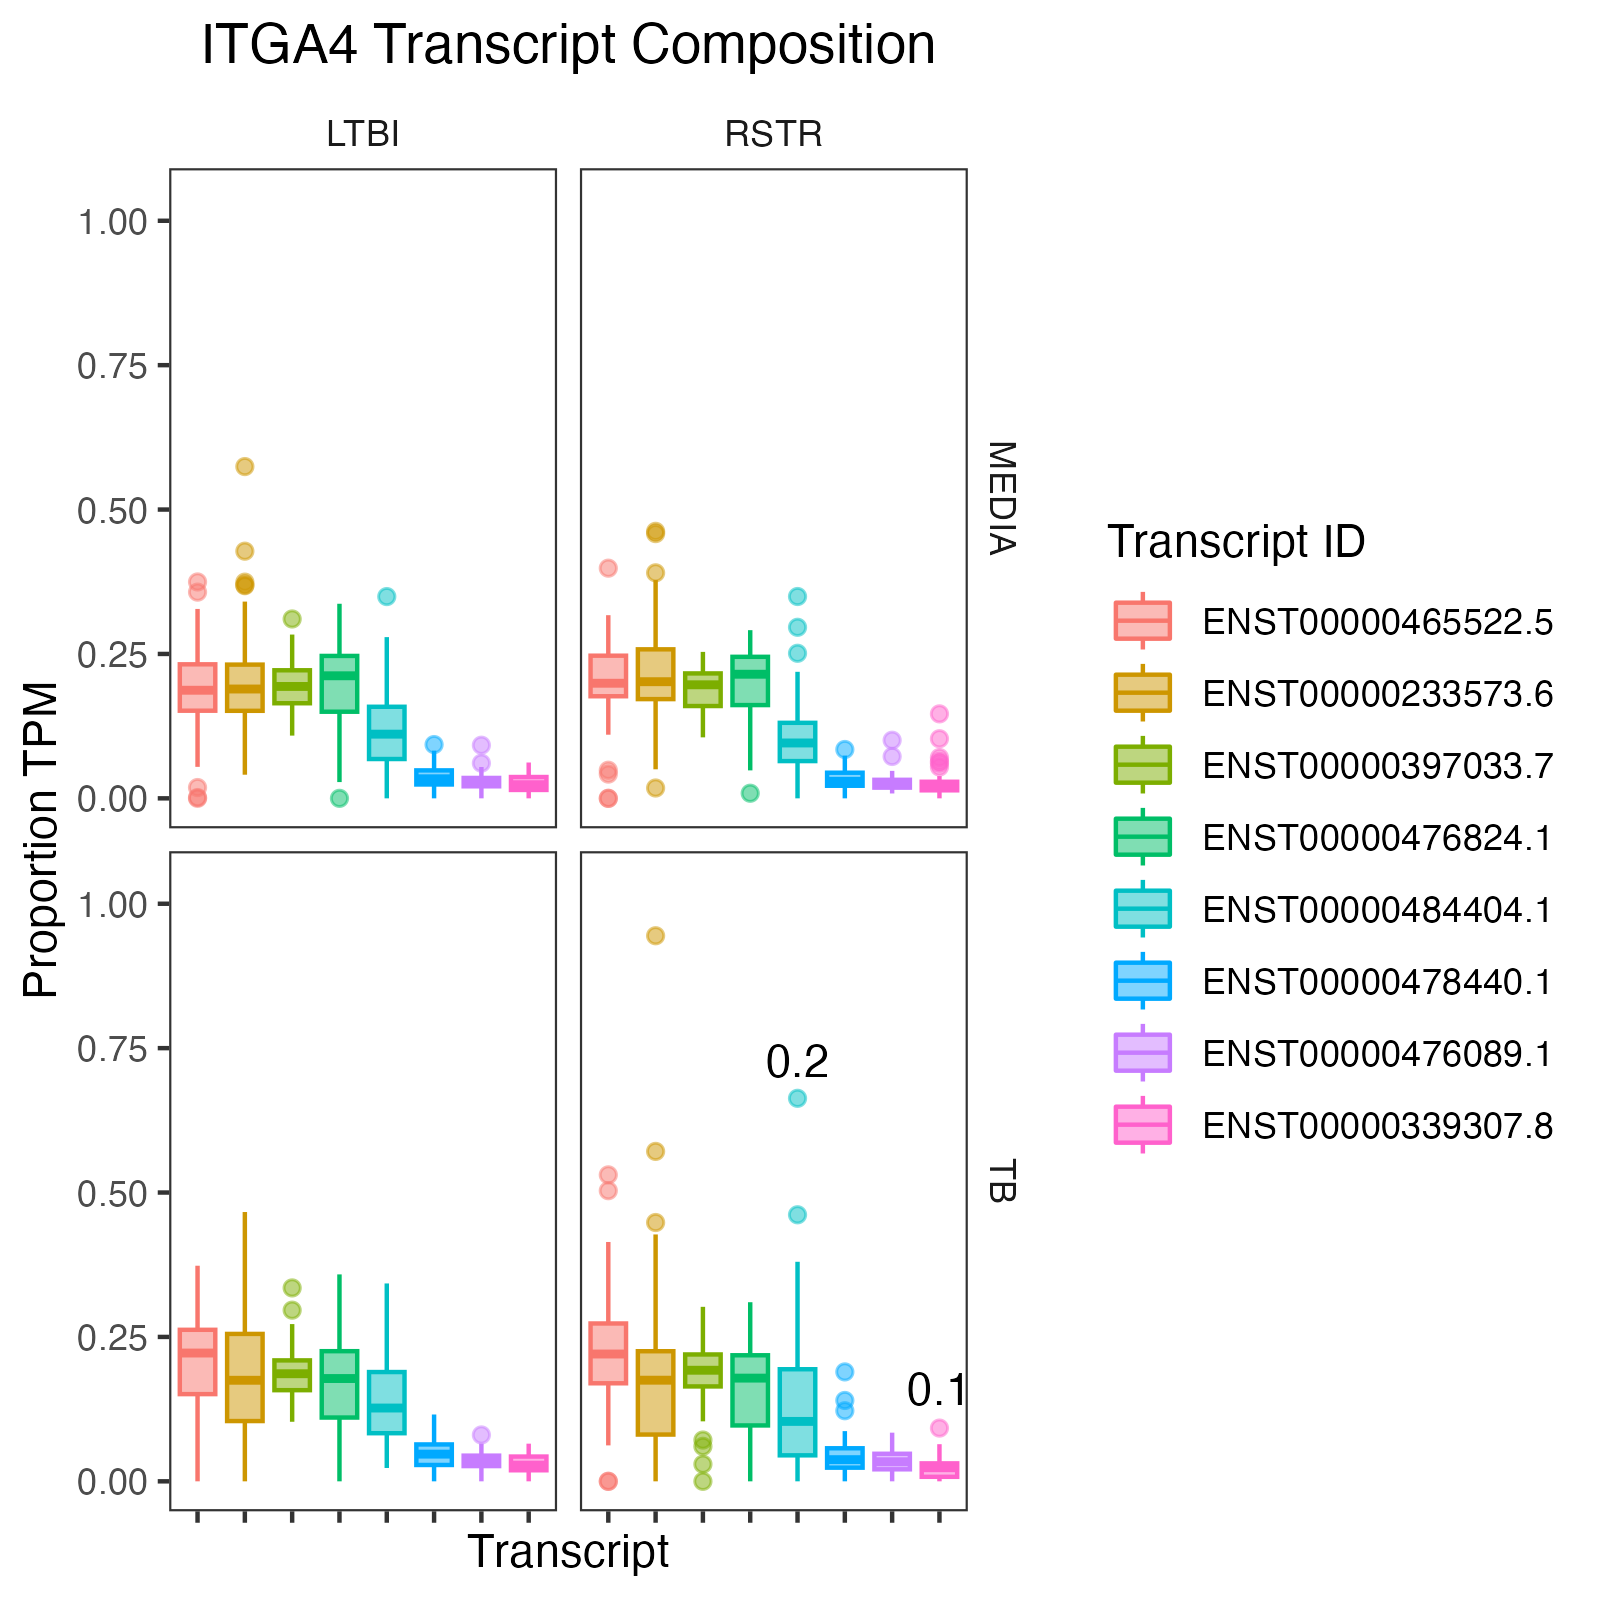 ITGA4 Transcript Composition
LTBI
RSTR
1.00
0.75
0.50
0.25
0.00
MEDIA
1.00
0.75
0.50
0.25
0.00
0.2
0.1
TB
Proportion TPM
Transcript
Transcript ID
ENST00000465522.5
ENST00000233573.6
ENST00000397033.7
ENST00000476824.1
ENST00000484404.1
ENST00000478440.1
ENST00000476089.1
ENST00000339307.8